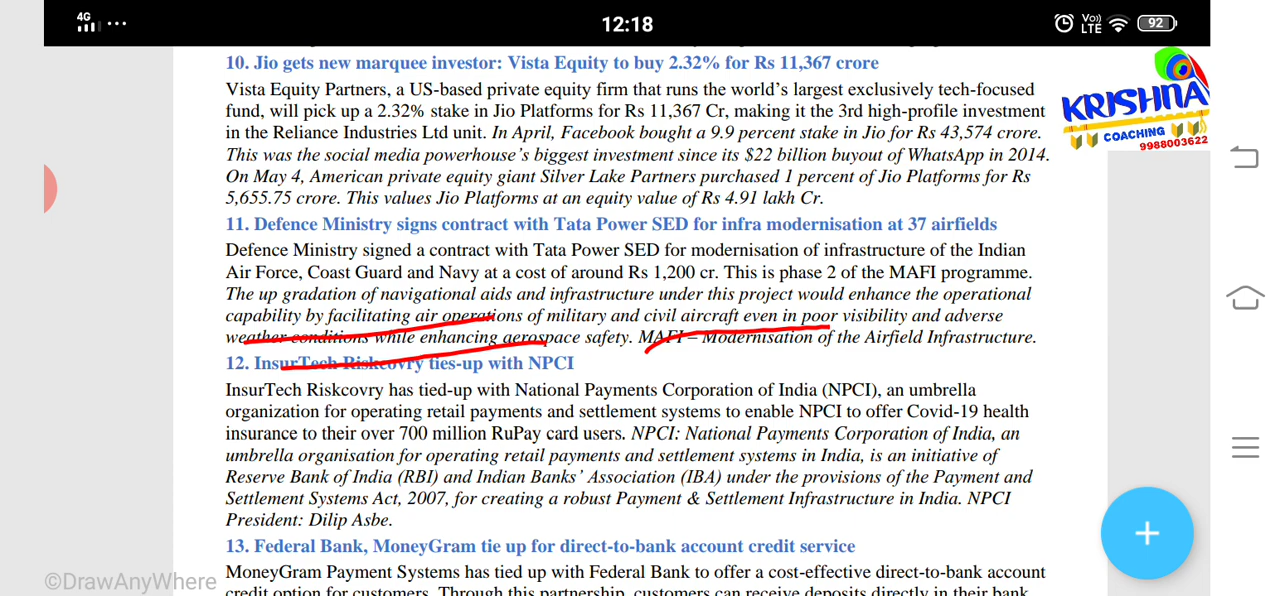 4G
12:18
Vo))
LTE
92
10. Jio gets new marquee investor: Vista Equity to buy 2.32% for Rs 11,367 crore
Vista Equity Partners, a US-based private equity firm that runs the world's largest exclusively tech-focused
fund, will pick up a 2.32% stake in Jio Platforms for Rs 11,367 Cr, making it the 3rd high-profile investment
in the Reliance Industries Ltd unit. In April, Facebook bought a 9.9 percent stake in Jio for Rs 43,574 crore.
This was the social media powerhouse's biggest investment since its $22 billion buyout of WhatsApp in 2014.
On May 4, American private equity giant Silver Lake Partners purchased 1 percent of Jio Platforms for Rs
5,655.75 crore. This values Jio Platforms at an equity value of Rs 4.91 lakh Cr.
KRISHNA
COACHING
9988003622
11. Defence Ministry signs contract with Tata Power SED for infra modernisation at 37 airfields
Defence Ministry signed a contract with Tata Power SED for modernisation of infrastructure of the Indian
Air Force, Coast Guard and Navy at a cost of around Rs 1,200 cr. This is phase 2 of the MAFI programme.
The up gradation of navigational aids and infrastructure under this project would enhance the operational
capability by facilitating air operations of military and civil aircraft even in poor visibility and adverse
weather conditions while enhancing aerospace safety. MAFI – Modernisation of the Airfield Infrastructure.
12. InsurTech Riskcovry ties-up with NPCI
InsurTech Riskcovry has tied-up with National Payments Corporation of India (NPCI), an umbrella
organization for operating retail payments and settlement systems to enable NPCI to offer Covid-19 health
insurance to their over 700 million RuPay card users. NPCI: National Payments Corporation of India, an
umbrella organisation for operating retail payments and settlement systems in India, is an initiative of
Reserve Bank of India (RBI) and Indian Banks' Association (IBA) under the provisions of the Payment and
Settlement Systems Act, 2007, for creating a robust Payment & Settlement Infrastructure in India. NPCI
President: Dilip Asbe.
13. Federal Bank, MoneyGram tie up for direct-to-bank account credit service
MoneyGram Payment Systems has tied up with Federal Bank to offer a cost-effective direct-to-bank account
credit option for customers. Through this partnership, customers can receive deposits directly in their bank
©DrawAnyWhere